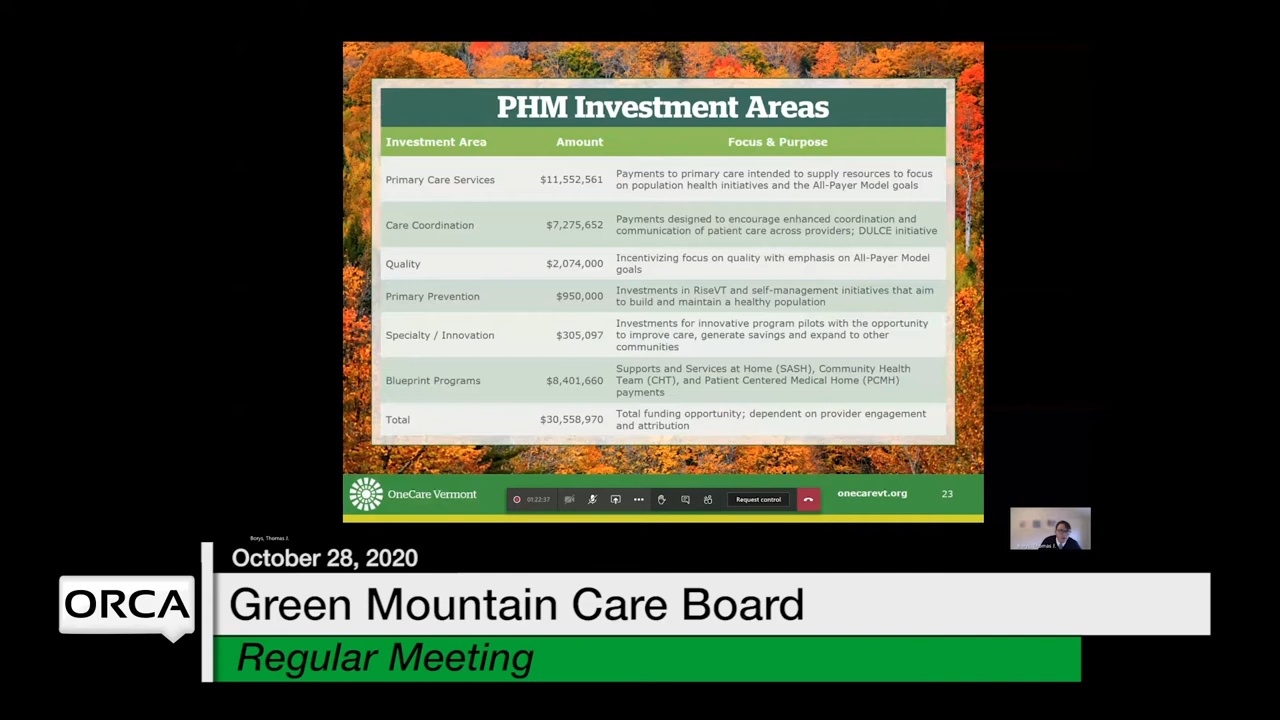 PHM Investment Areas
Investment Area Amount Focus & Purpose
Primary Care Services $11,552,561 Payments to primary care intended to supply resources to focus
on population health initiatives and the All-Payer Model goals
Care Coordination $7,275,652 Payments designed to encourage enhanced coordination and
communication of patient care across providers; DULCE initiative
Quality $2,074,000 Incentivizing focus on quality with emphasis on All-Payer Model
goals
Primary Prevention $950,000 Investments in RiseVT and self-management initiatives that aim
to build and maintain a healthy population
Specialty / Innovation $305,097 Investments for innovative program pilots with the opportunity
to improve care, generate savings and expand to other
communities
Blueprint Programs $8,401,660 Supports and Services at Home (SASH), Community Health
Team (CHT), and Patient Centered Medical Home (PCMH)
payments
Total $30,558,970 Total funding opportunity; dependent on provider engagement
and attribution
OneCare Vermont 01:22:37 Request control onecarevt.org 23
Borys, Thomas J.
Borys, Thomas J.
October 28, 2020
ORCA Green Mountain Care Board
Regular Meeting